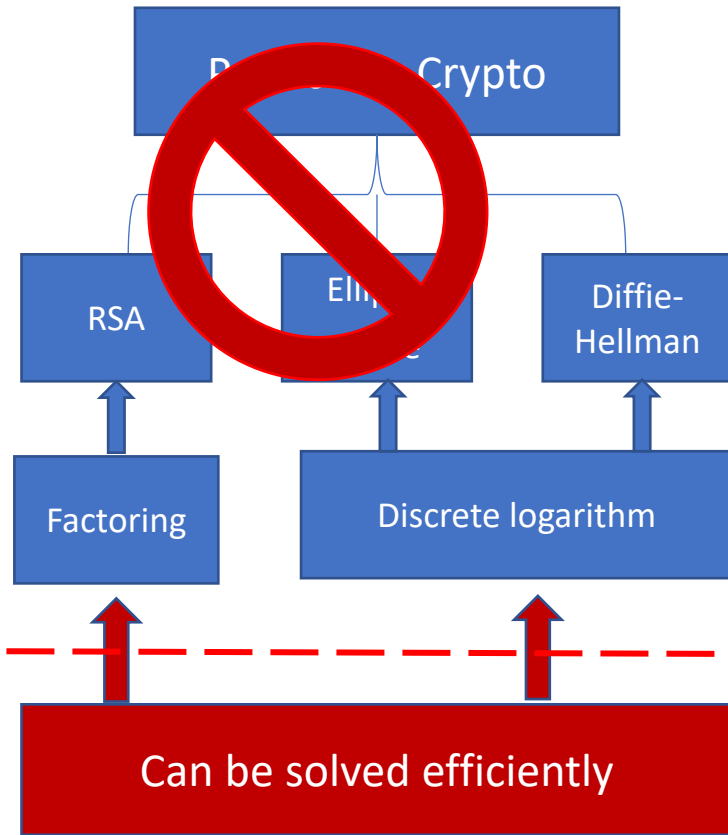 Crypto
RSA
Diffie-
Hellman
Factoring
Discrete logarithm
Can be solved efficiently